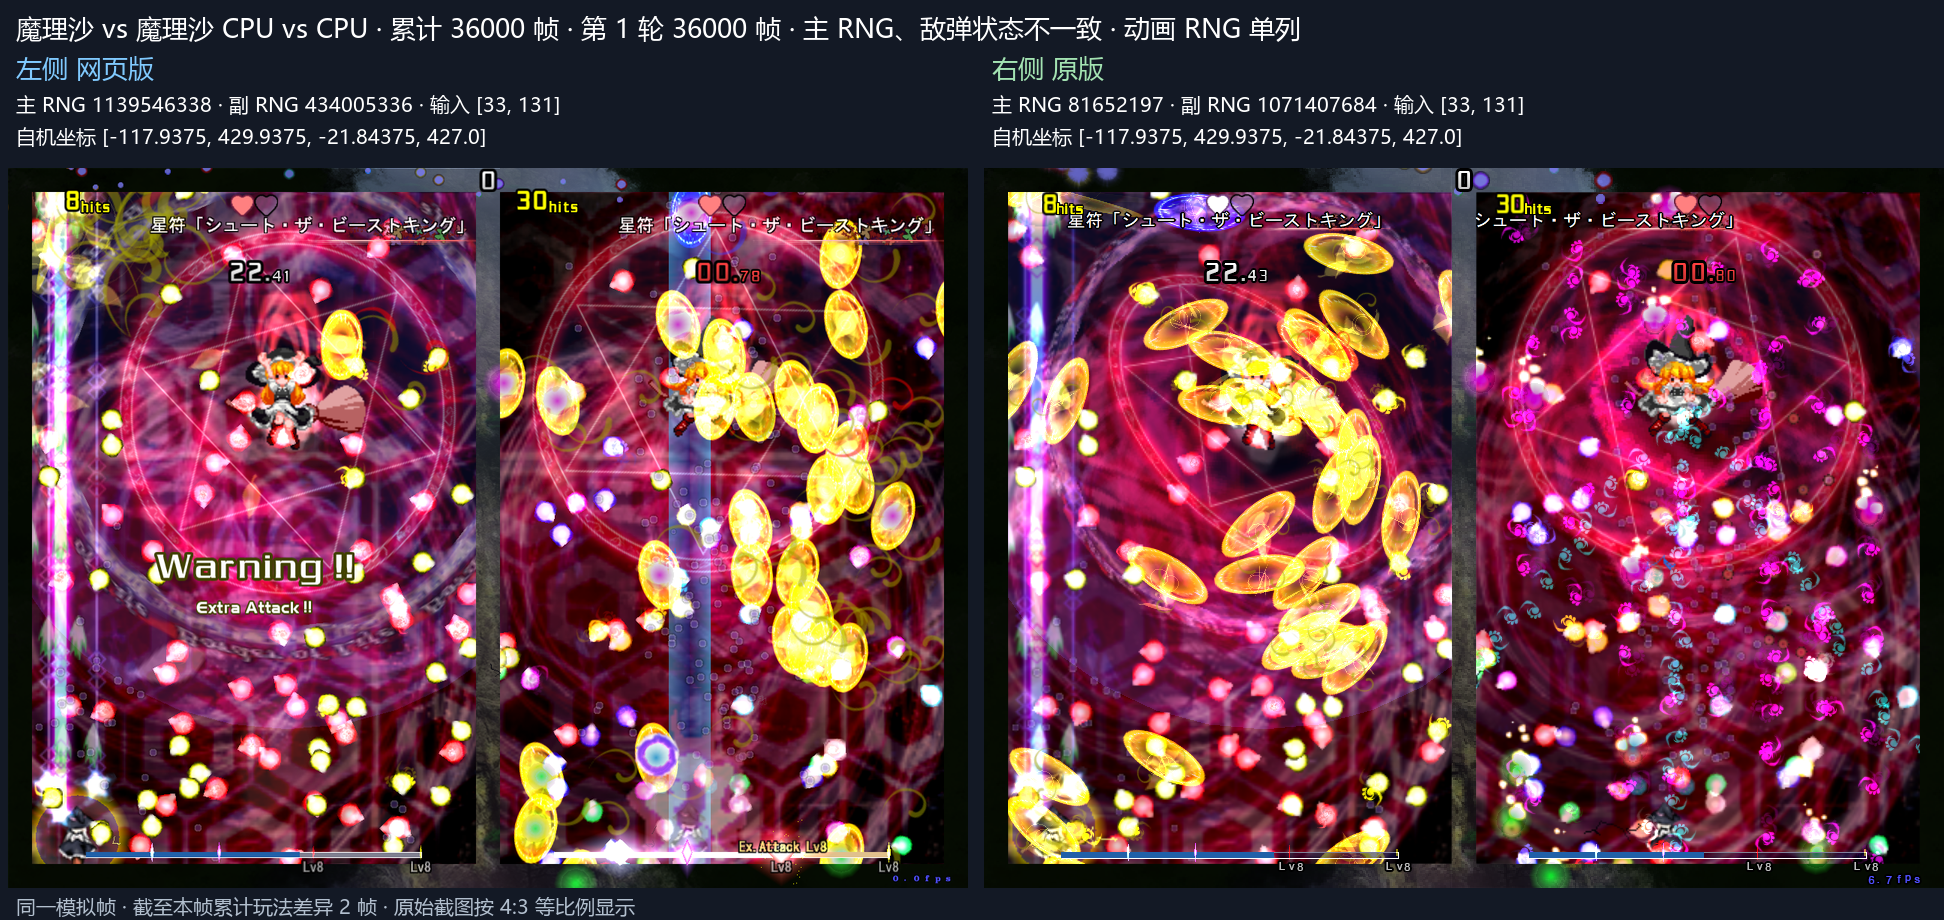 魔理沙 vs 魔理沙 CPU vs CPU · 累计 36000 帧 · 第 1 轮 36000 帧 · 主 RNG、敌弹状态不一致 · 动画 RNG 单列
左侧 网页版
主 RNG 1139546338 · 副 RNG 434005336 · 输入 [33, 131]
自机坐标 [-117.9375, 429.9375, -21.84375, 427.0]
右侧 原版
主 RNG 81652197 · 副 RNG 1071407684 · 输入 [33, 131]
自机坐标 [-117.9375, 429.9375, -21.84375, 427.0]
0
8hits
星符「シュート・ザ・ビーストキング」
22.41
Warning !!
Extra Attack !!
Lv8
Lv8
30hits
星符「シュート・ザ・ビーストキング」
00.78
Ex.Attack Lv8
Lv8
Lv8
0.0fps
0
8hits
星符「シュート・ザ・ビーストキング」
22.43
Lv8
Lv8
30hits
シュート・ザ・ビーストキング」
00.80
Lv8
Lv8
6.7fps
同一模拟帧 · 截至本帧累计玩法差异 2 帧 · 原始截图按 4:3 等比例显示